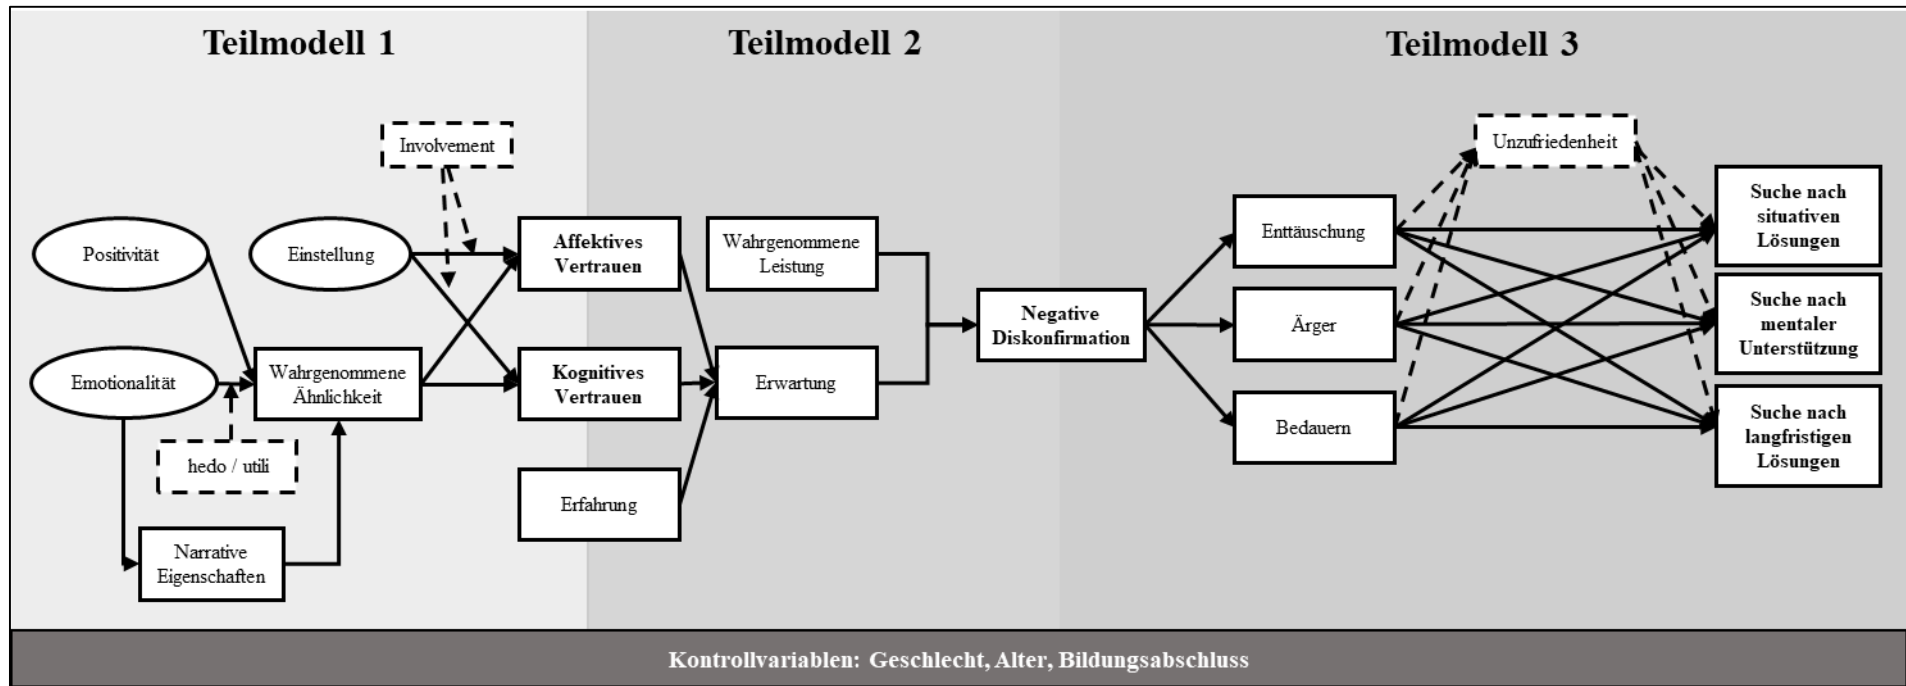 Teilmodell 1
Teilmodell 2
Teilmodell 3
Involvement
Positivität
Einstellung
Emotionalität
Wahrgenommene
Ähnlichkeit
hedo / utili
Narrative
Eigenschaften
Affektives
Vertrauen
Kognitives
Vertrauen
Erfahrung
Wahrgenommene
Leistung
Erwartung
Negative
Diskonfirmation
Enttäuschung
Ärger
Bedauern
Unzufriedenheit
Suche nach
situativen
Lösungen
Suche nach
mentaler
Unterstützung
Suche nach
langfristigen
Lösungen
Kontrollvariablen: Geschlecht, Alter, Bildungsabschluss